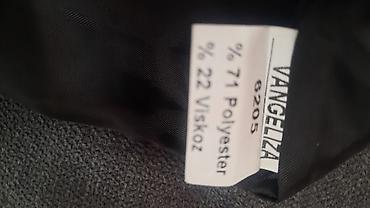 VANGELIZA
6205
% 71 Polyester
% 22 Viskoz